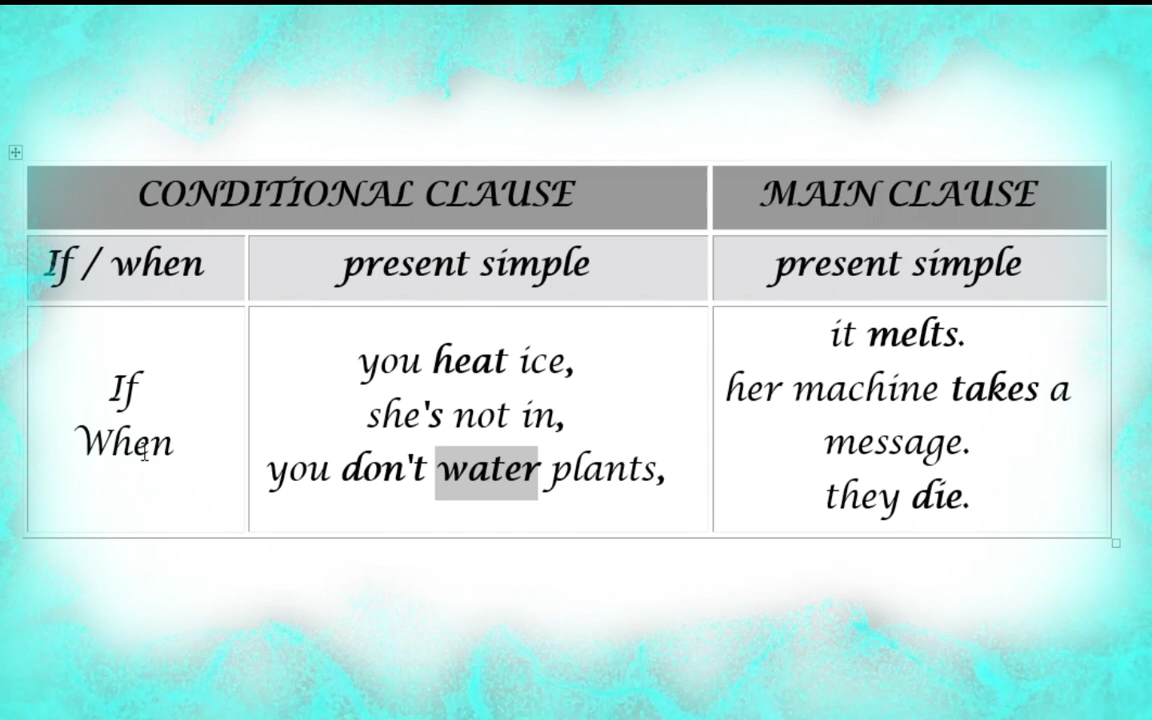 CONDITIONAL CLAUSE
MAIN CLAUSE
If / when
present simple
present simple
If
When
you heat ice,
she's not in,
you don't water plants,
it melts.
her machine takes a
message.
they die.